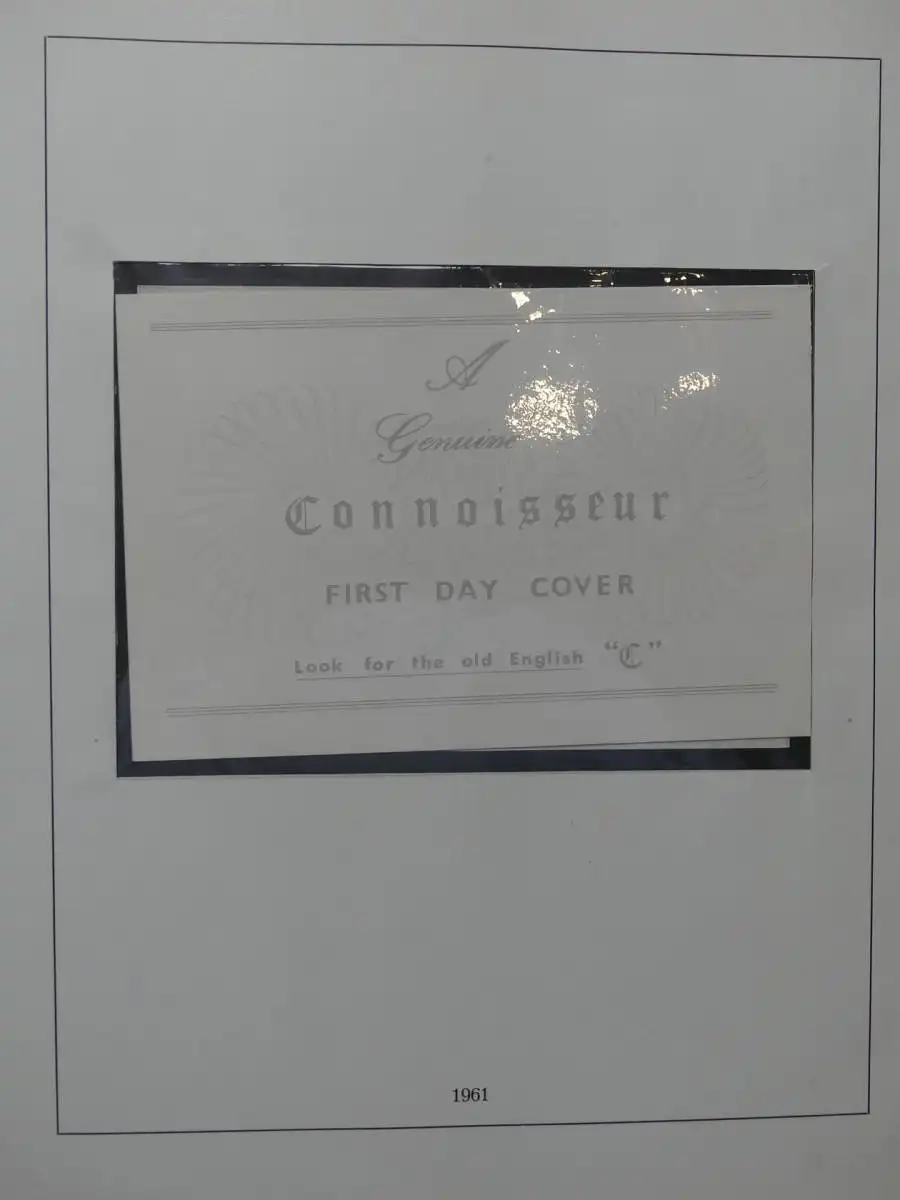 A
Genuine
Connoisseur
FIRST DAY COVER
Look for the old English "C"
1961